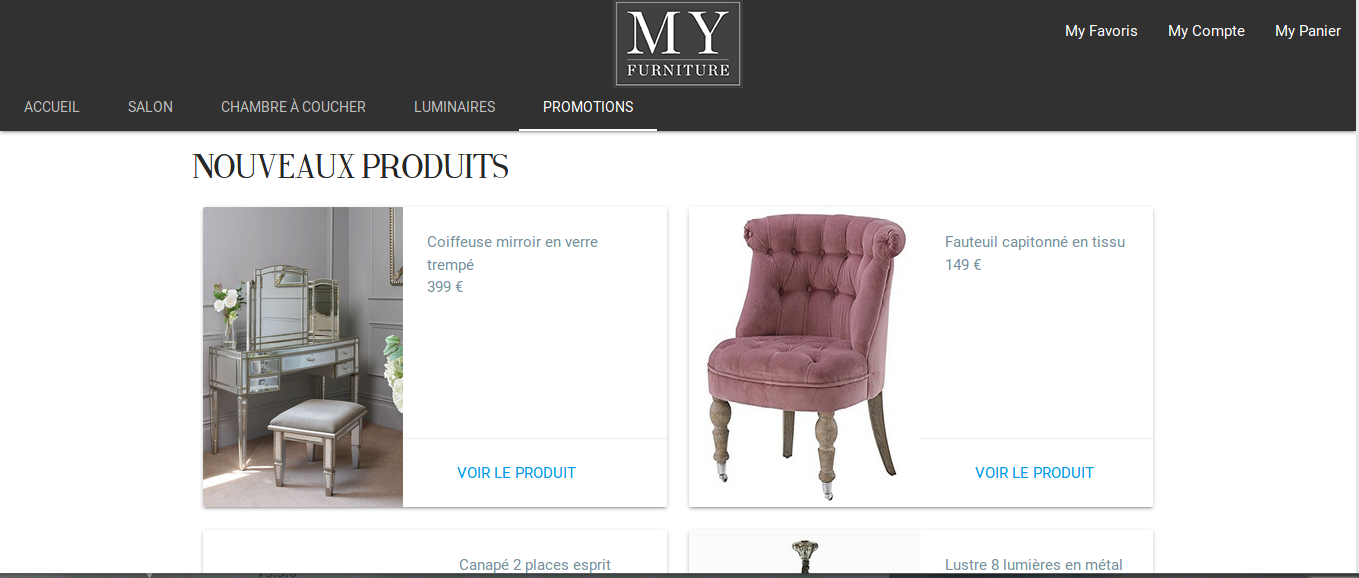 MY
FURNITURE
My Favoris My Compte My Panier
ACCUEIL SALON CHAMBRE À COUCHER LUMINAIRES PROMOTIONS
NOUVEAUX PRODUITS
Coiffeuse mirroir en verre
trempé
399 €
VOIR LE PRODUIT
Fauteuil capitonné en tissu
149 €
VOIR LE PRODUIT
Canapé 2 places esprit
Lustre 8 lumières en métal